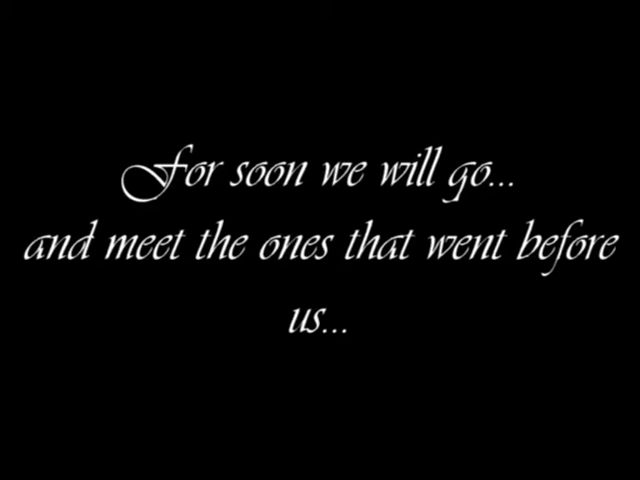 For soon we will go...
and meet the ones that went before
us...